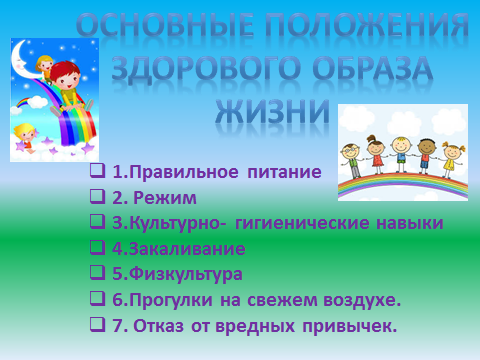 ОСНОВНЫЕ ПОЛОЖЕНИЯ
ЗДОРОВОГО ОБРАЗА
ЖИЗНИ
1.Правильное питание
2. Режим
3.Культурно- гигиенические навыки
4.Закаливание
5.Физкультура
6.Прогулки на свежем воздухе.
7. Отказ от вредных привычек.